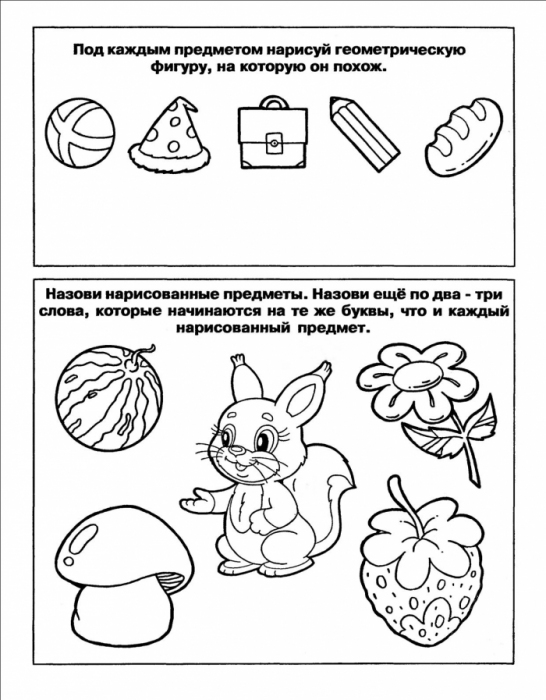 Под каждым предметом нарисуй геометрическую
фигуру, на которую он похож.
Назови нарисованные предметы. Назови ещё по два - три
слова, которые начинаются на те же буквы, что и каждый
нарисованный предмет.